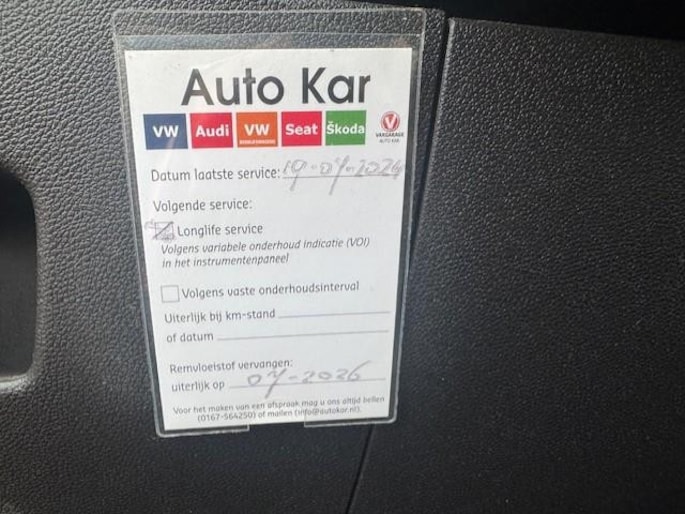 Auto Kar
VW Audi VW Seat Škoda
BEDRIJFSWAGENS
VAKGARAGE
AUTO KAR
Datum laatste service: 19-07-2024
Volgende service:
Longlife service
Volgens variabele onderhoud indicatie (VOI)
in het instrumentenpaneel
Volgens vaste onderhoudsinterval
Uiterlijk bij km-stand
of datum
Remvloeistof vervangen:
uiterlijk op 07-2026
Voor het maken van een afspraak mag u ons altijd bellen
(0167-564250) of mailen (info@autokar.nl).